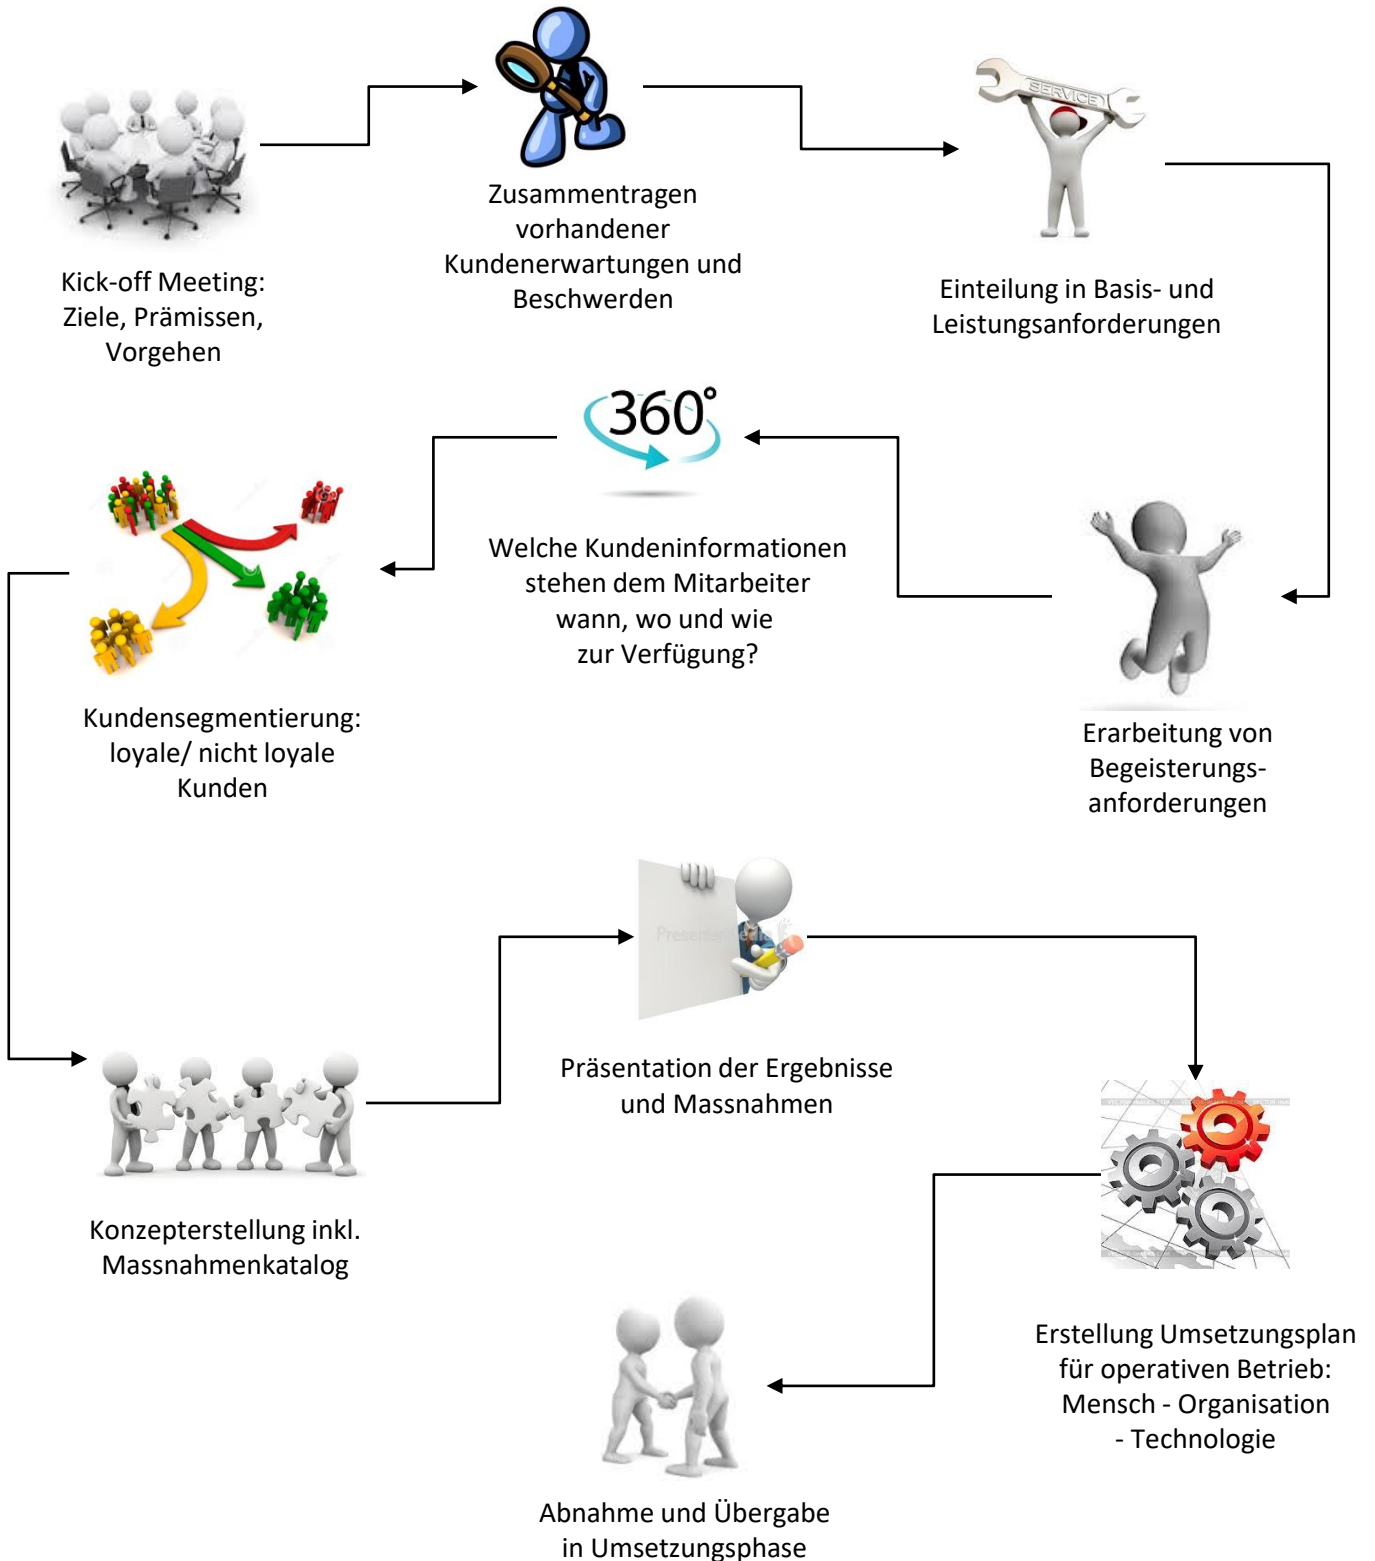 Kick-off Meeting:
Ziele, Prämissen,
Vorgehen
Zusammentragen
vorhandener
Kundenerwartungen und
Beschwerden
SERVICE
Einteilung in Basis- und
Leistungsanforderungen
Erarbeitung von
Begeisterungs-
anforderungen
360°
Welche Kundeninformationen
stehen dem Mitarbeiter
wann, wo und wie
zur Verfügung?
Kundensegmentierung:
loyale/ nicht loyale
Kunden
Konzepterstellung inkl.
Massnahmenkatalog
Präsentation der Ergebnisse
und Massnahmen
Erstellung Umsetzungsplan
für operativen Betrieb:
Mensch - Organisation
- Technologie
Abnahme und Übergabe
in Umsetzungsphase